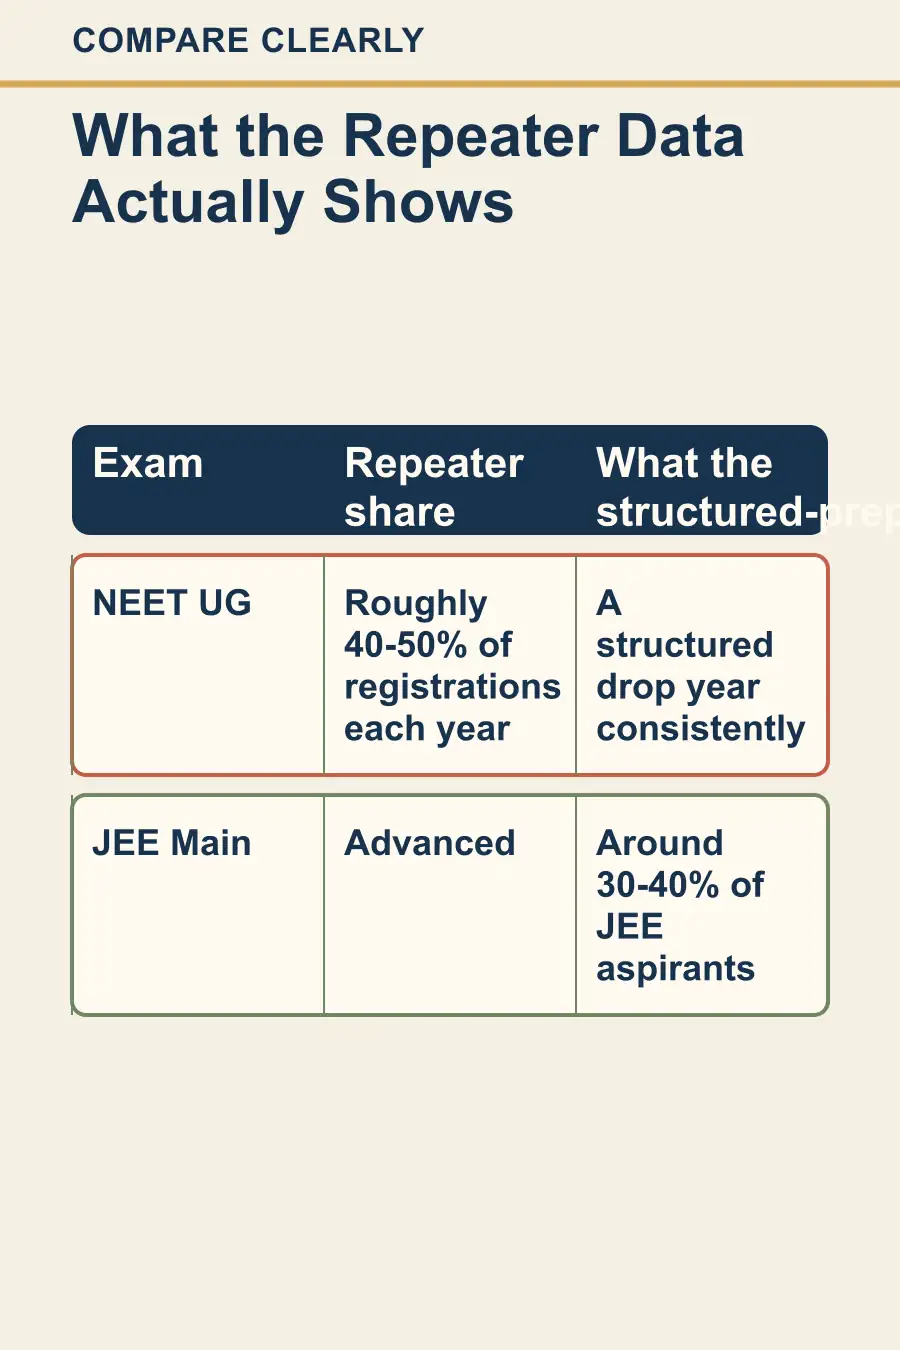 COMPARE CLEARLY
What the Repeater Data
Actually Shows
Exam
Repeater
share
What the
structured-prep
NEET UG
Roughly
40-50% of
registrations
each year
A
structured
drop year
consistently
JEE Main
Advanced
Around
30-40% of
JEE
aspirants